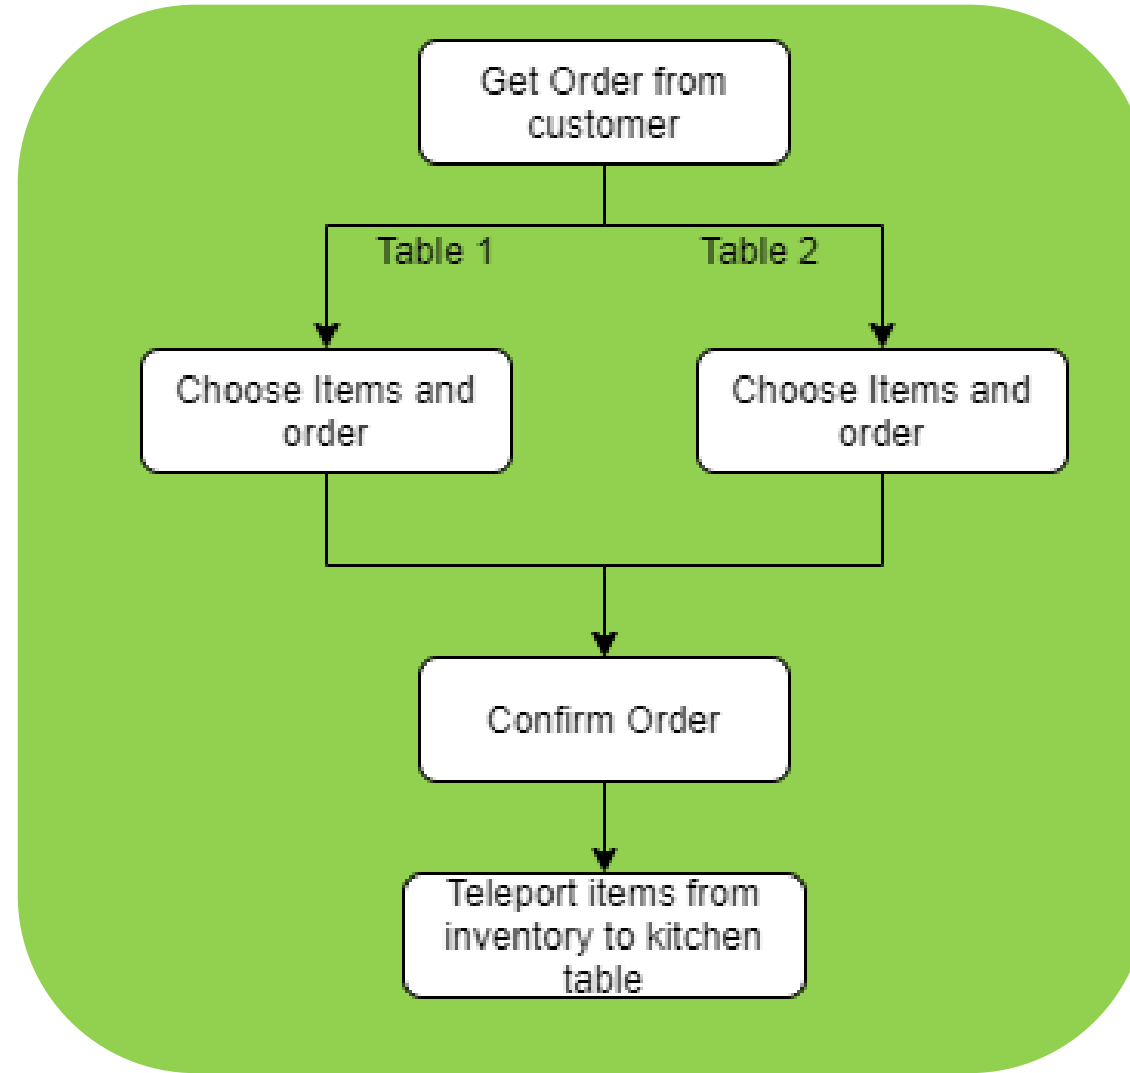 Get Order from
customer
Table 1
Table 2
Choose Items and
order
Choose Items and
order
Confirm Order
Teleport items from
inventory to kitchen
table